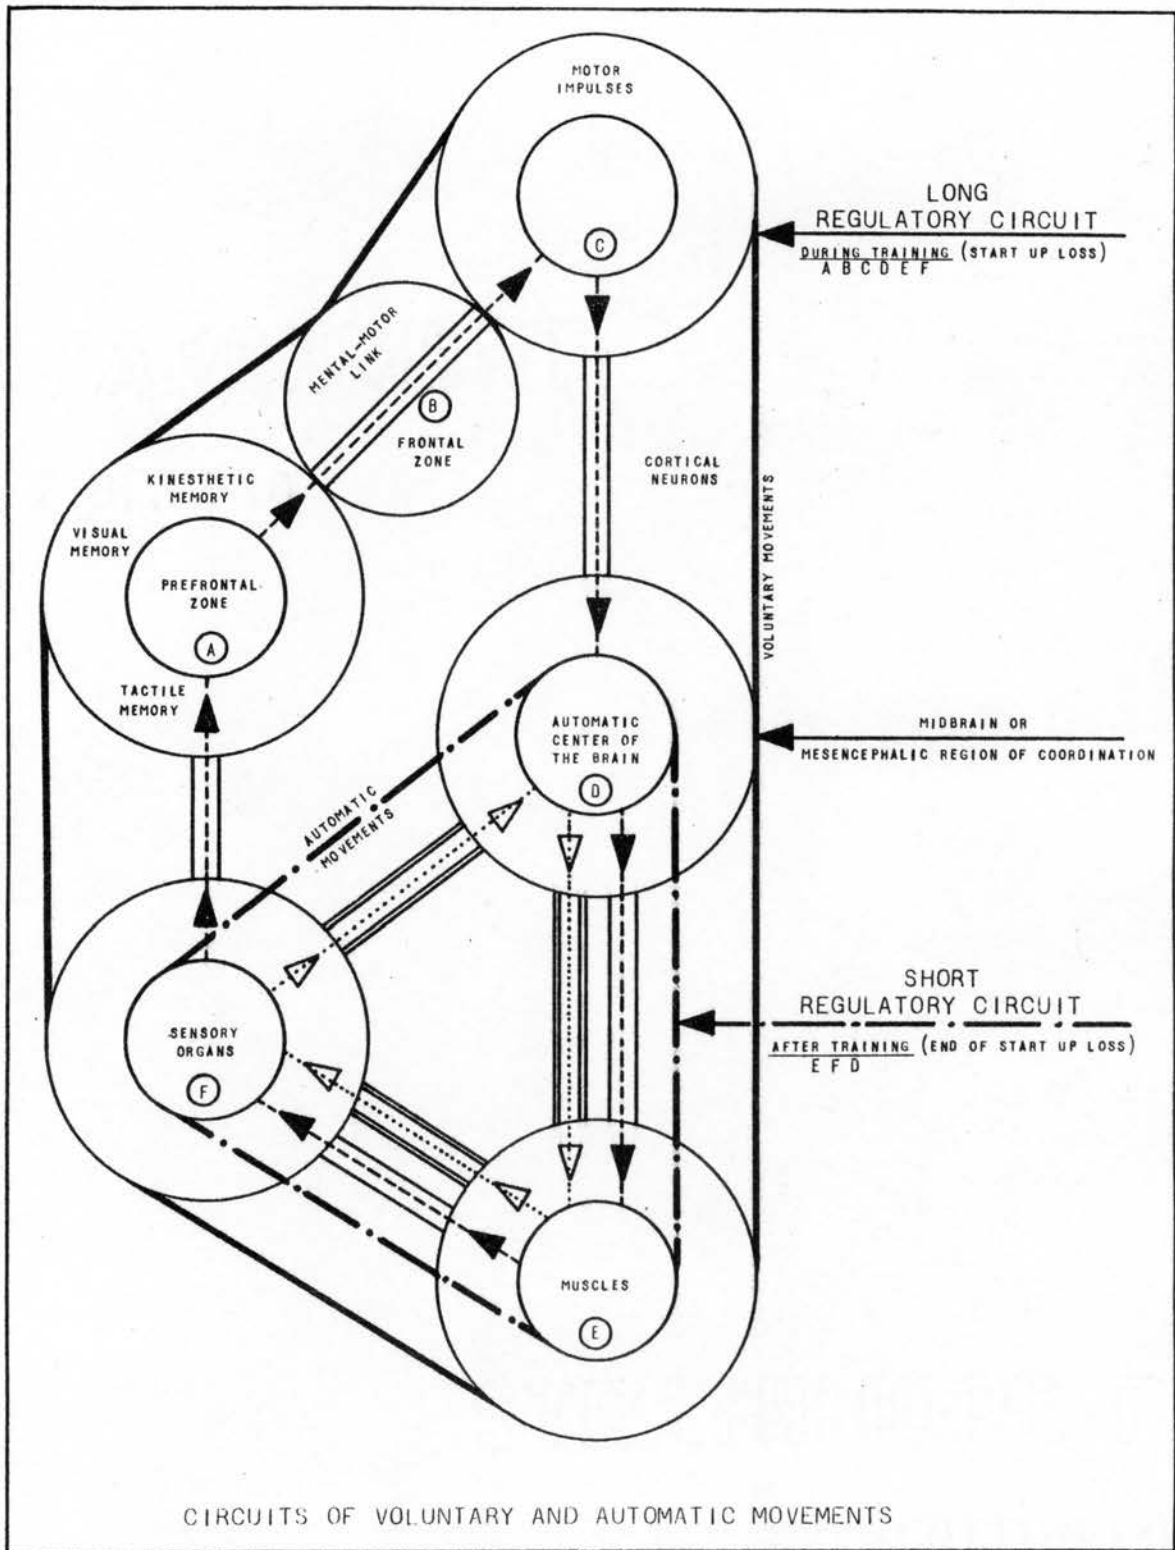 MOTOR
IMPULSES
C
LONG
REGULATORY CIRCUIT
DURING TRAINING (START UP LOSS)
A B C D E F
MENTAL-MOTOR
LINK
B
FRONTAL
ZONE
CORTICAL
NEURONS
VOLUNTARY MOVEMENTS
KINESTHETIC
MEMORY
VISUAL
MEMORY
PREFRONTAL
ZONE
A
TACTILE
MEMORY
AUTOMATIC
CENTER OF
THE BRAIN
D
MIDBRAIN OR
MESENCEPHALIC REGION OF COORDINATION
AUTOMATIC
MOVEMENTS
SHORT
REGULATORY CIRCUIT
AFTER TRAINING (END OF START UP LOSS)
E F D
SENSORY
ORGANS
F
MUSCLES
E
CIRCUITS OF VOLUNTARY AND AUTOMATIC MOVEMENTS